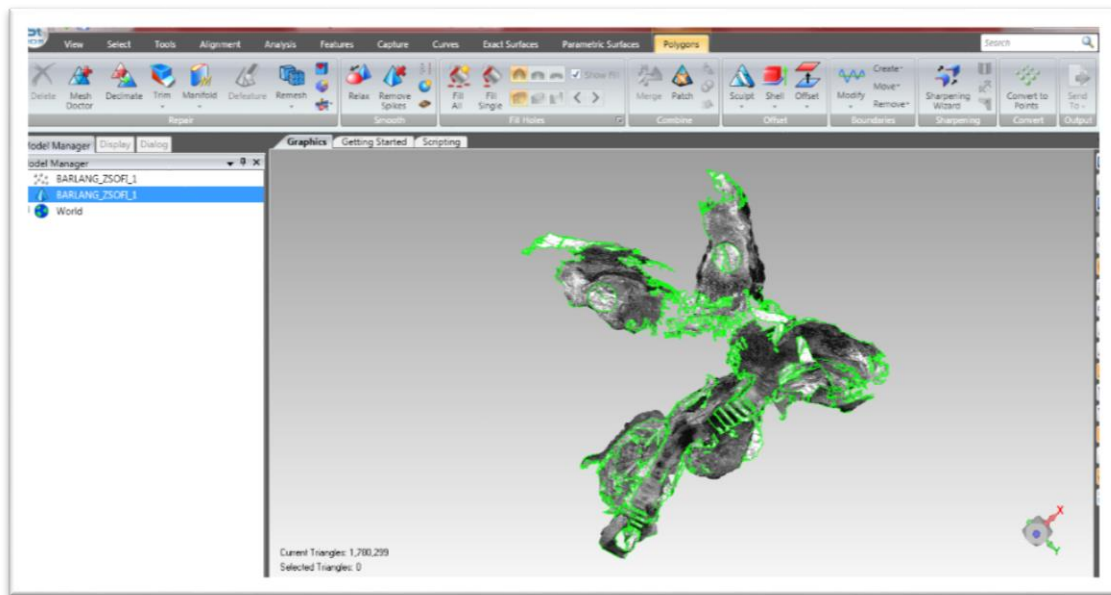 View Select Tools Alignment Analysis Features Capture Curves Exact Surfaces Parametric Surfaces Polygons Search
Delete Mesh Doctor Decimate Trim Manifold Defeature Remesh Relax Remove Spikes Fill All Fill Single Show Fill Merge Patch Sculpt Shell Offset Modify Create Move Remove Sharpening Wizard Convert to Points Send To
Repair Smooth Fill Holes Combine Offset Boundaries Sharpening Convert Output
Model Manager Display Dialog Graphics Getting Started Scripting
odel Manager
BARLANG_ZSOFI_1
BARLANG_ZSOFI_1
World
X
Y
Current Triangles: 1,780,299
Selected Triangles: 0